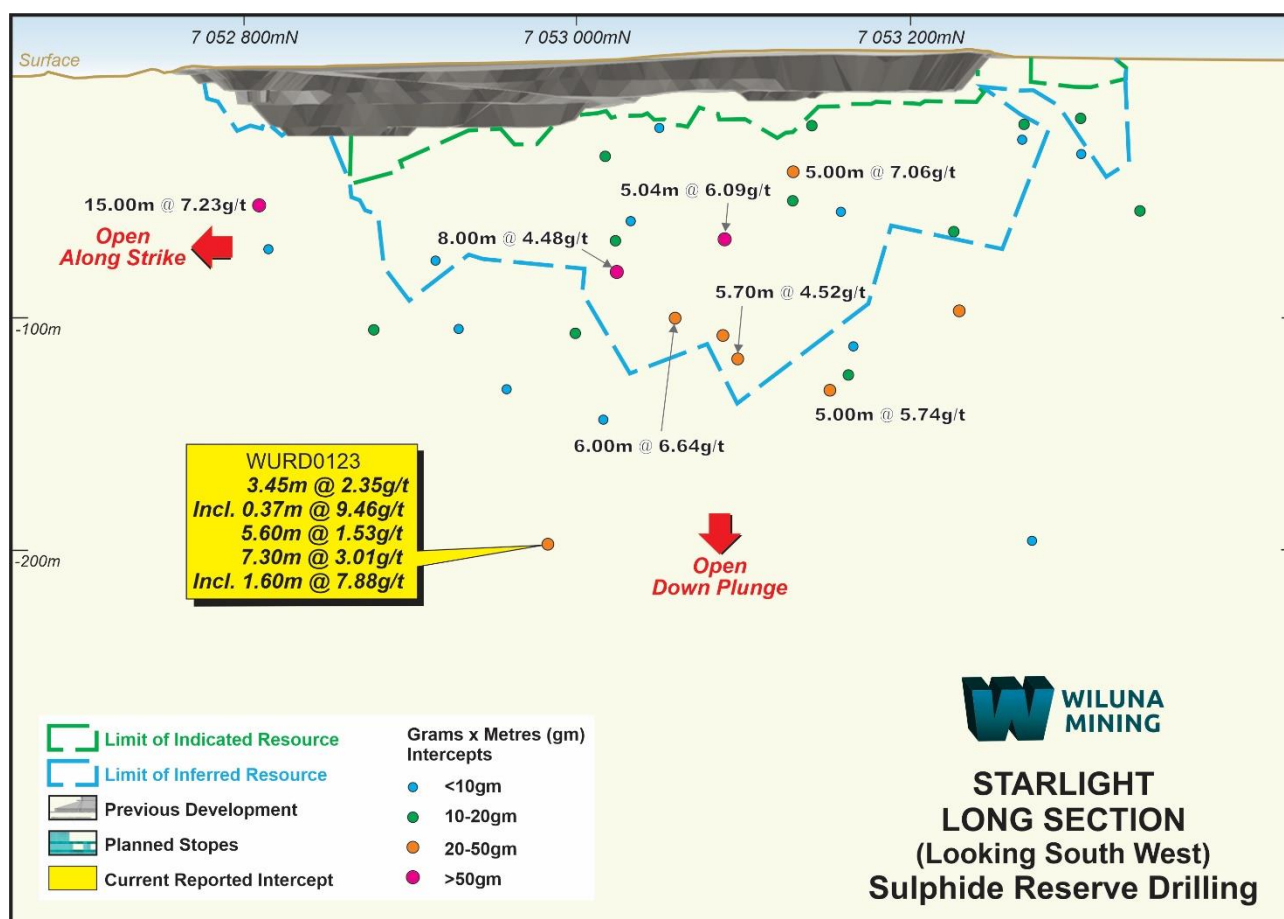 7 052 800mN
7 053 000mN
7 053 200mN
Surface
5.00m @ 7.06g/t
5.04m @ 6.09g/t
15.00m @ 7.23g/t
Open
Along Strike
8.00m @ 4.48g/t
5.70m @ 4.52g/t
-100m
5.00m @ 5.74g/t
6.00m @ 6.64g/t
WURD0123
3.45m @ 2.35g/t
Incl. 0.37m @ 9.46g/t
5.60m @ 1.53g/t
7.30m @ 3.01g/t
Incl. 1.60m @ 7.88g/t
-200m
Open
Down Plunge
Limit of Indicated Resource
Limit of Inferred Resource
Previous Development
Planned Stopes
Current Reported Intercept
Grams x Metres (gm)
Intercepts
<10gm
10-20gm
20-50gm
>50gm
WILUNA
MINING
STARLIGHT
LONG SECTION
(Looking South West)
Sulphide Reserve Drilling